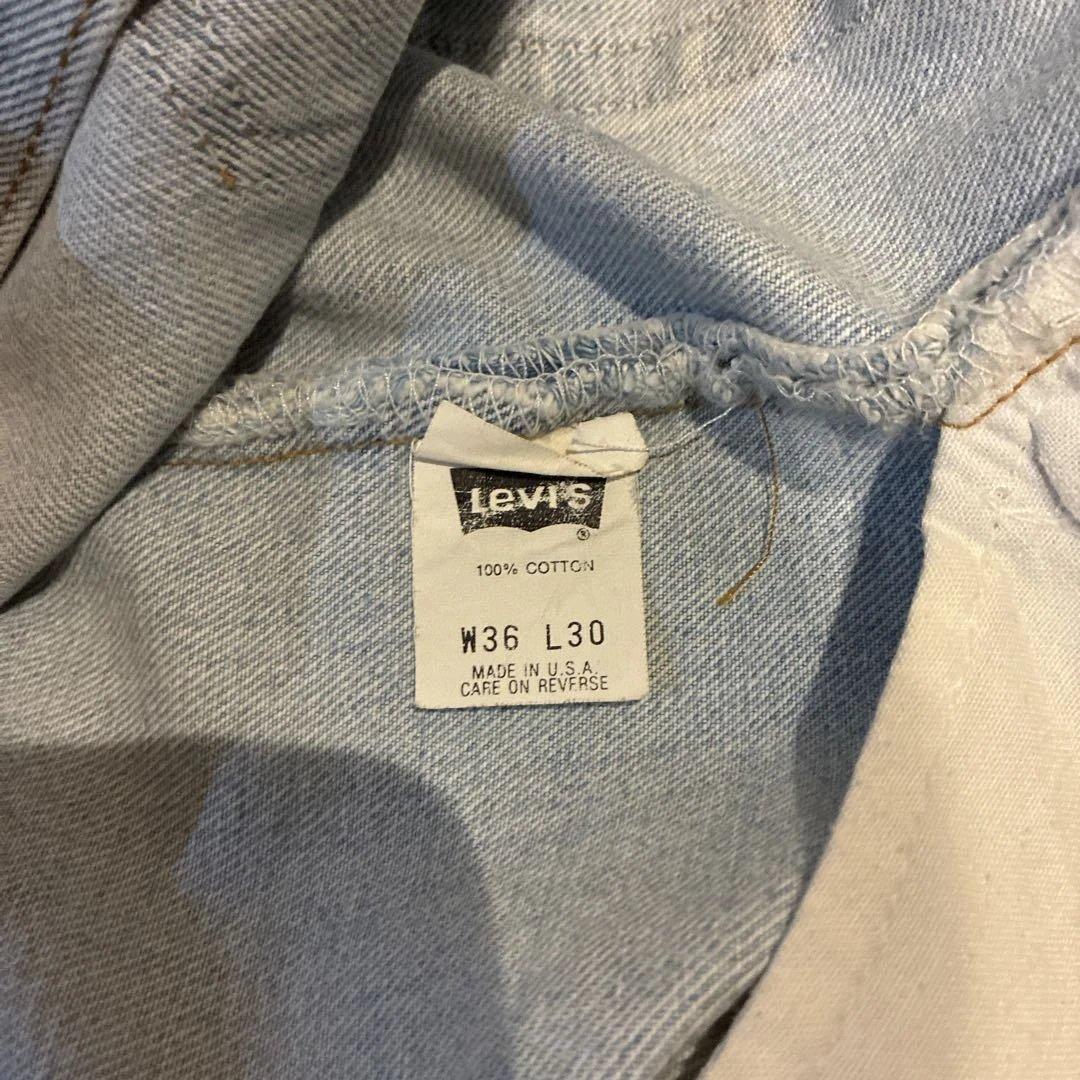 Levi's
®
100% COTTON
W36 L30
MADE IN U.S.A.
CARE ON REVERSE